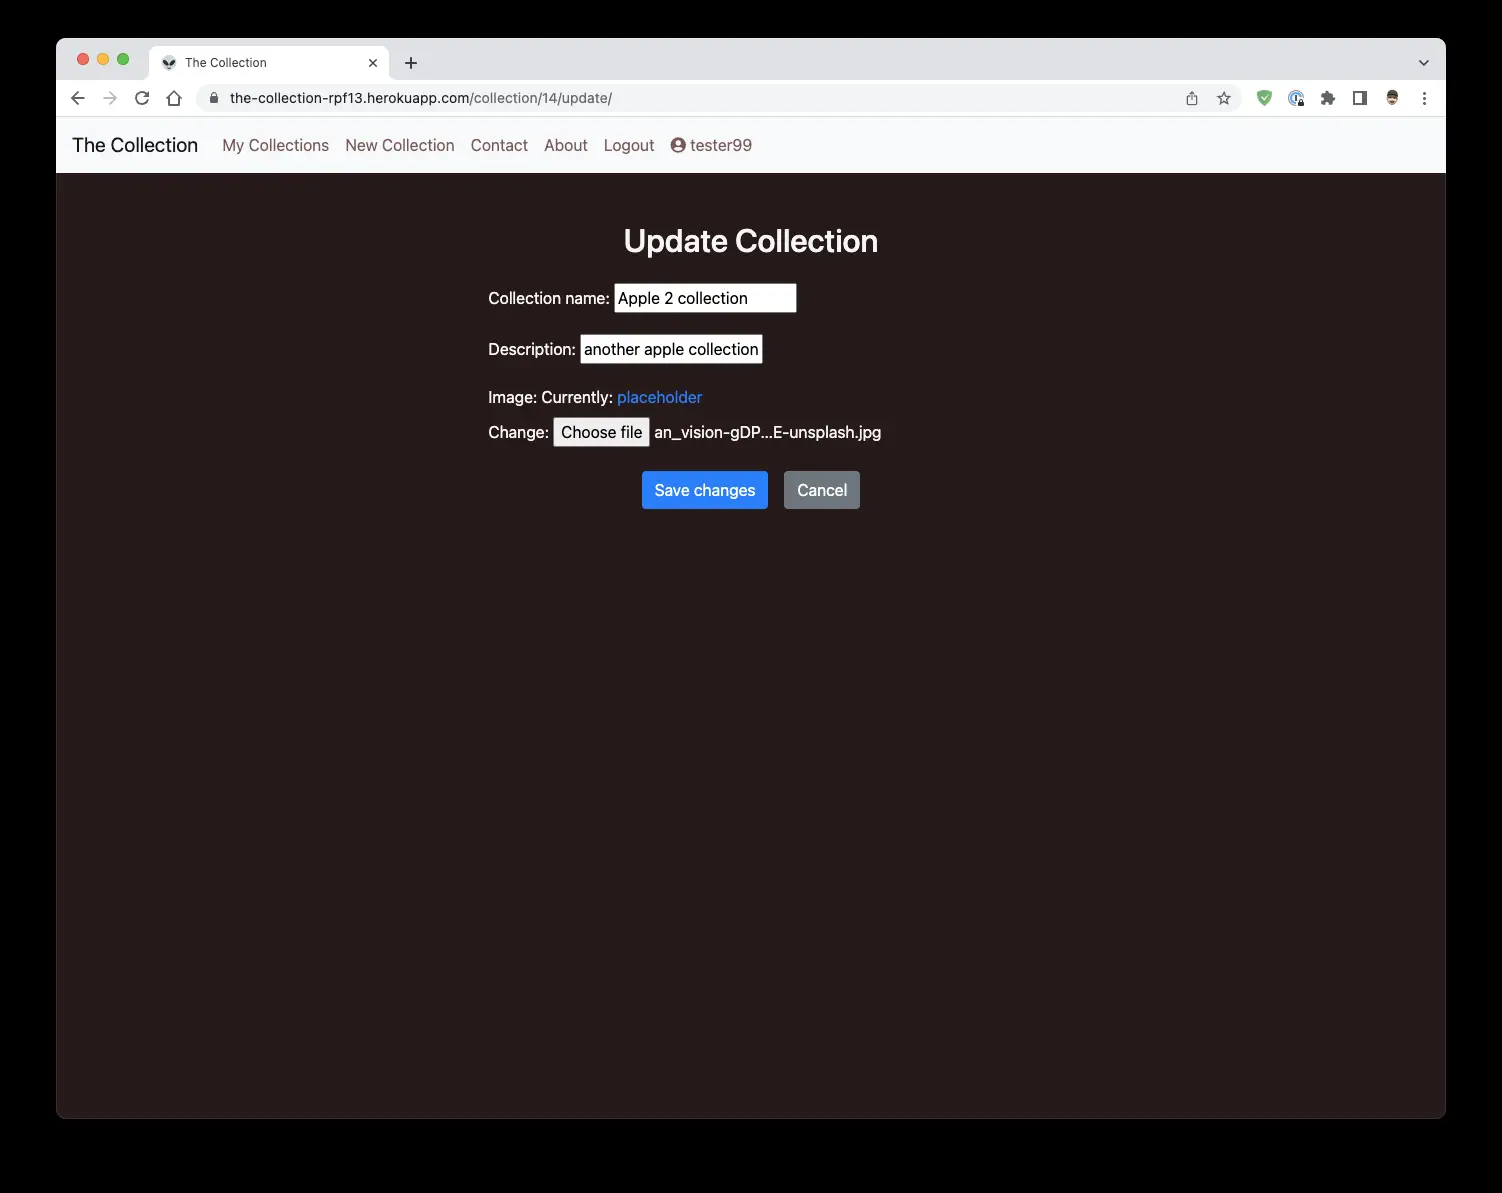 The Collection
the-collection-rpf13.herokuapp.com/collection/14/update/
The Collection My Collections New Collection Contact About Logout tester99
Update Collection
Collection name: Apple 2 collection
Description: another apple collection
Image: Currently: placeholder
Change: Choose file an_vision-gDP...E-unsplash.jpg
Save changes Cancel